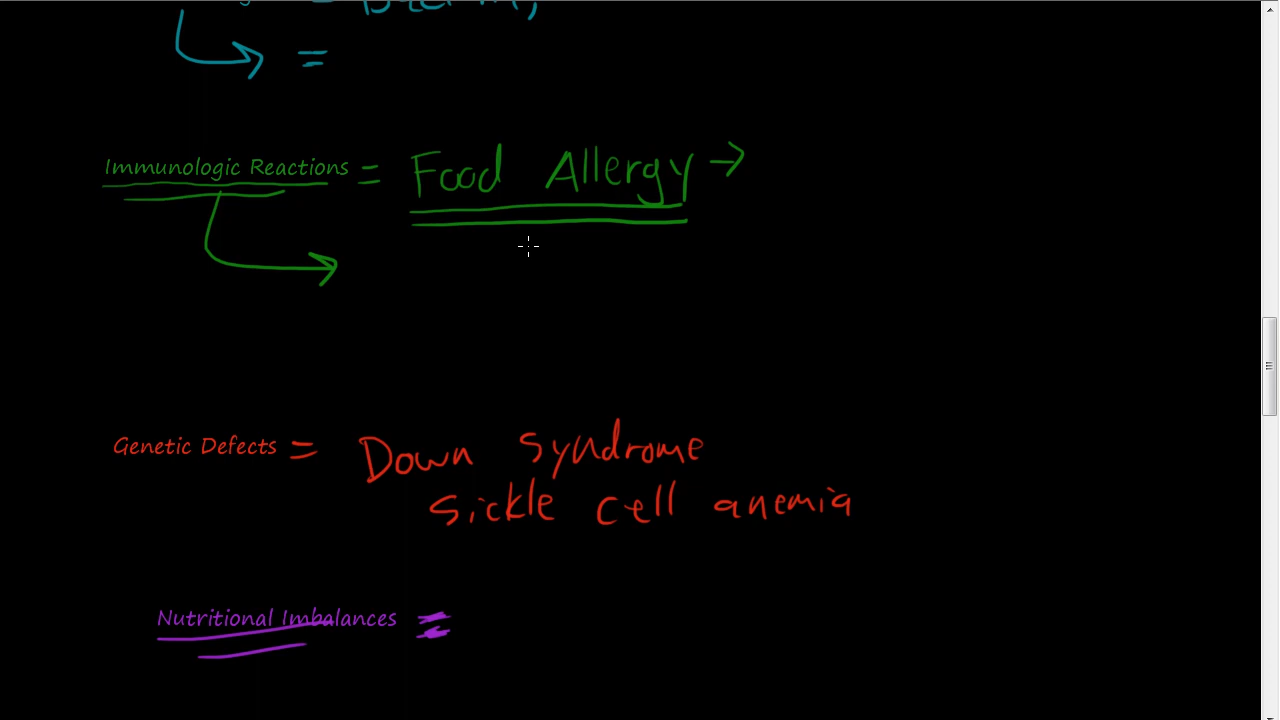 =
Immunologic Reactions = Food Allergy →
Genetic Defects = Down Syndrome
Sickle cell anemia
Nutritional Imbalances =